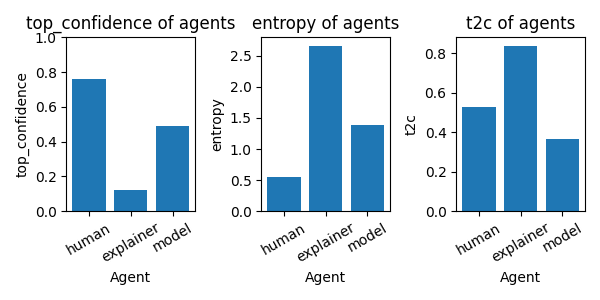 top_confidence of agents
1.0
0.8
0.6
0.4
0.2
0.0
top_confidence
human
explainer
model
Agent
entropy of agents
2.5
2.0
1.5
1.0
0.5
0.0
entropy
human
explainer
model
Agent
t2c of agents
0.8
0.6
0.4
0.2
0.0
t2c
human
explainer
model
Agent